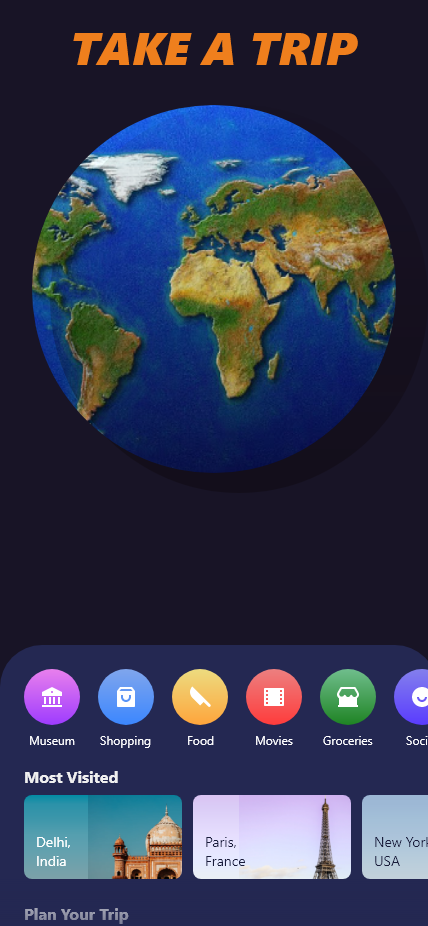 TAKE A TRIP
Museum Shopping Food Movies Groceries Soci
Most Visited
Delhi,
India
Paris,
France
New York
USA
Plan Your Trip